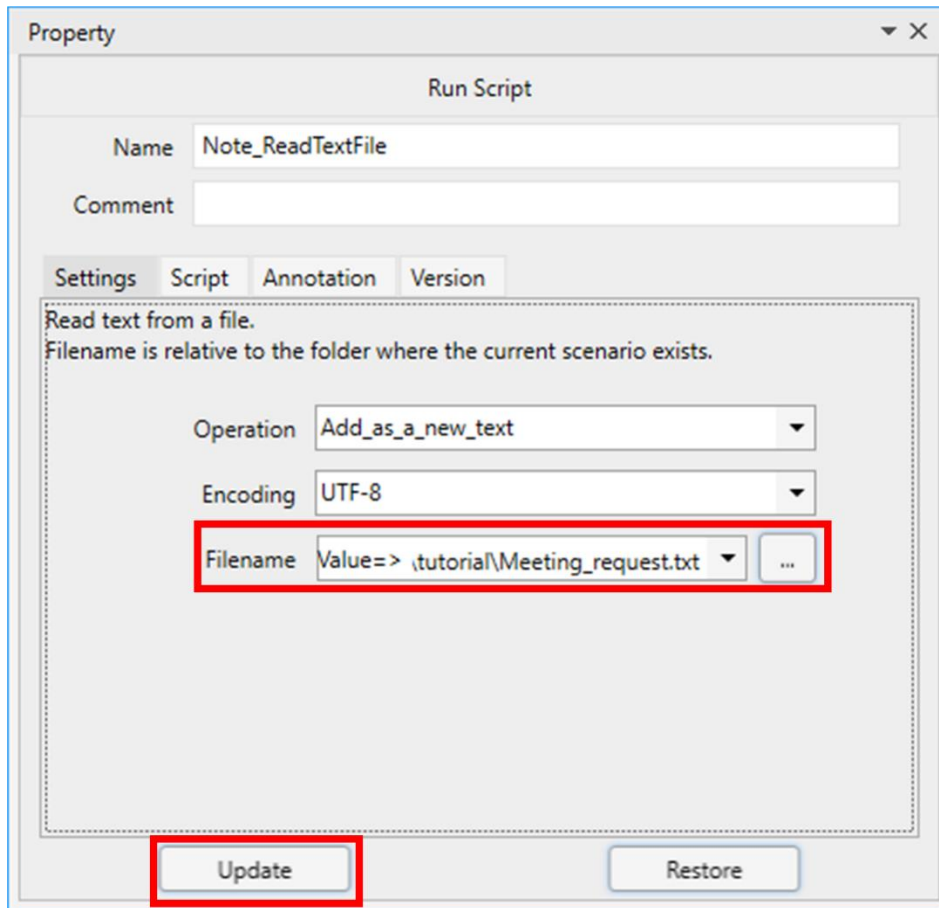 Property
Run Script
Name Note_ReadTextFile
Comment
Settings Script Annotation Version
Read text from a file.
Filename is relative to the folder where the current scenario exists.
Operation Add_as_a_new_text
Encoding UTF-8
Filename Value=> \tutorial\Meeting_request.txt ...
Update Restore